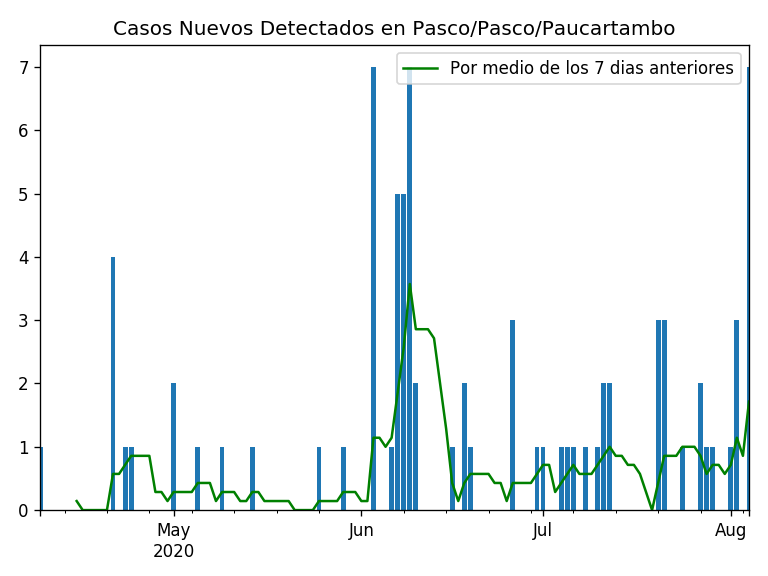 Casos Nuevos Detectados en Pasco/Pasco/Paucartambo
Por medio de los 7 dias anteriores
7
6
5
4
3
2
1
0
May
2020
Jun
Jul
Aug